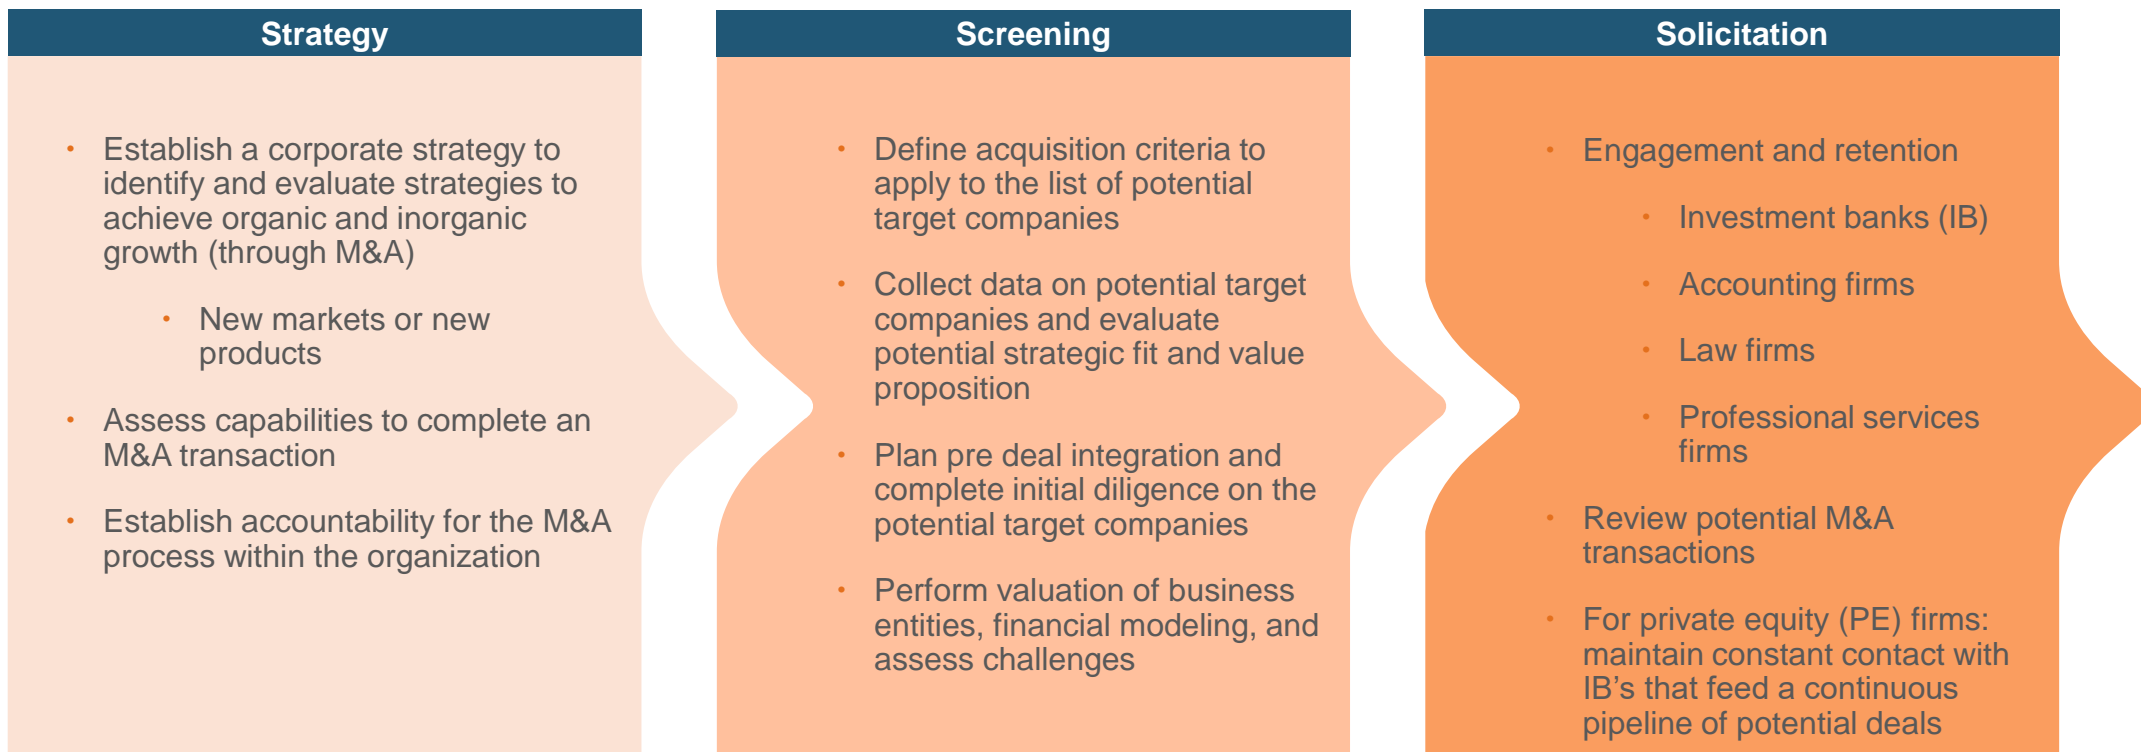 Strategy
• Establish a corporate strategy to
identify and evaluate strategies to
achieve organic and inorganic
growth (through M&A)
• New markets or new
products
• Assess capabilities to complete an
M&A transaction
• Establish accountability for the M&A
process within the organization
Screening
• Define acquisition criteria to
apply to the list of potential
target companies
• Collect data on potential target
companies and evaluate
potential strategic fit and value
proposition
• Plan pre deal integration and
complete initial diligence on the
potential target companies
• Perform valuation of business
entities, financial modeling, and
assess challenges
Solicitation
• Engagement and retention
• Investment banks (IB)
• Accounting firms
• Law firms
• Professional services
firms
• Review potential M&A
transactions
• For private equity (PE) firms:
maintain constant contact with
IB’s that feed a continuous
pipeline of potential deals